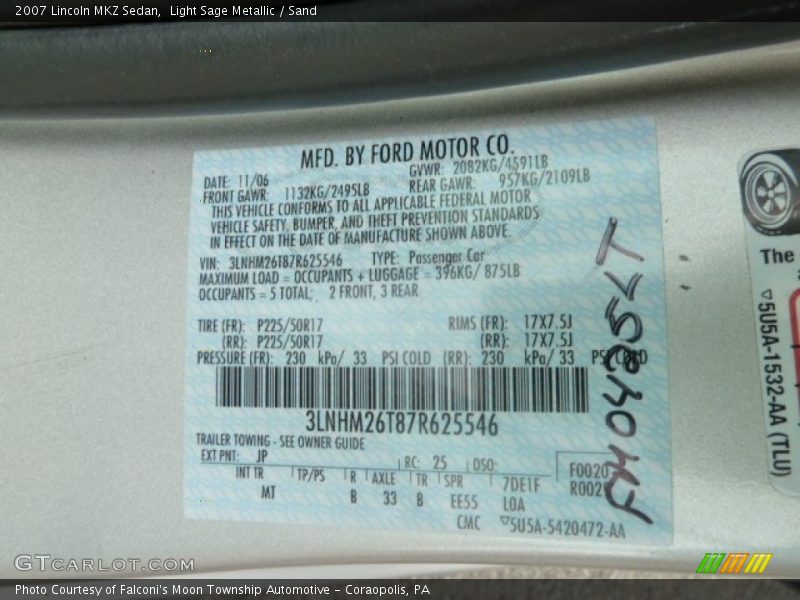 2007 Lincoln MKZ Sedan, Light Sage Metallic / Sand
MFD. BY FORD MOTOR CO.
DATE: 11/06 GVWR: 2082KG/4591LB
FRONT GAWR: 1132KG/2495LB REAR GAWR: 957KG/2109LB
THIS VEHICLE CONFORMS TO ALL APPLICABLE FEDERAL MOTOR
VEHICLE SAFETY, BUMPER, AND THEFT PREVENTION STANDARDS
IN EFFECT ON THE DATE OF MANUFACTURE SHOWN ABOVE.
VIN: 3LNHM26T87R625546 TYPE: Passenger Car
MAXIMUM LOAD = OCCUPANTS + LUGGAGE = 396KG/ 875LB
OCCUPANTS = 5 TOTAL; 2 FRONT, 3 REAR
TIRE (FR): P225/50R17 RIMS (FR): 17X7.5J
(RR): P225/50R17 (RR): 17X7.5J
PRESSURE (FR): 230 kPa/ 33 PSI COLD (RR): 230 kPa/ 33 PSI COLD
3LNHM26T87R625546
TRAILER TOWING - SEE OWNER GUIDE
EXT PNT: JP RC: 25 DSO: F0020
INT TR TP/PS R AXLE TR SPR 7DE1F
MT B 33 B EE55 LOA
CMC ▽5U5A-5420472-AA
The
▽5U5A-1532-AA (TLU)
GTCarlot.com
Photo Courtesy of Falconi's Moon Township Automotive - Coraopolis, PA